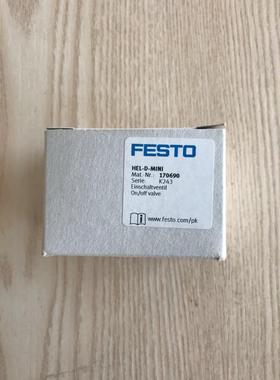 FESTO
HEL-D-MINI
Mat. Nr.: 170690
Serie: K243
Einschaltventil
On/off valve
www.festo.com/pk